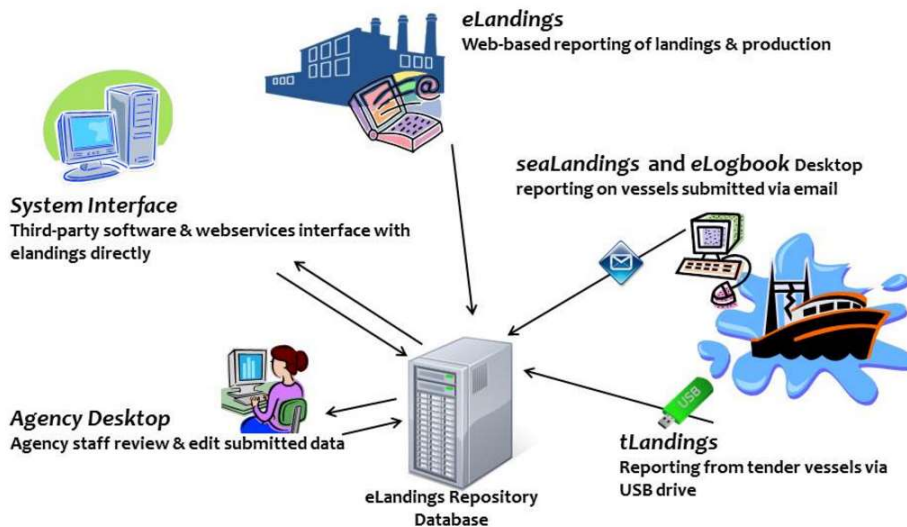 eLandings
Web-based reporting of landings & production
seaLandings and eLogbook Desktop
reporting on vessels submitted via email
System Interface
Third-party software & webservices interface with
elandings directly
Agency Desktop
Agency staff review & edit submitted data
USB
tLandings
Reporting from tender vessels via
USB drive
eLandings Repository
Database